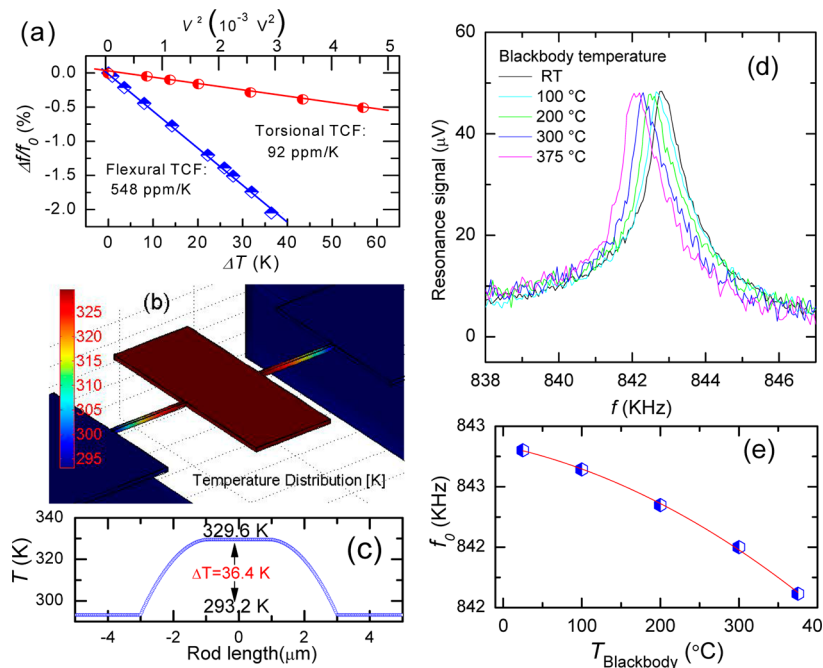 (a)
V² (10⁻³ V²)
0 1 2 3 4 5
0.0
-0.5
-1.0
-1.5
-2.0
Δf/f₀ (%)
Torsional TCF:
92 ppm/K
Flexural TCF:
548 ppm/K
0 10 20 30 40 50 60
ΔT (K)
(b)
325
320
315
310
305
300
295
Temperature Distribution [K]
(c)
340
320
300
T (K)
329.6 K
ΔT=36.4 K
293.2 K
-4 -2 0 2 4
Rod length(μm)
(d)
60
40
20
0
Resonance signal (μV)
Blackbody temperature
RT
100 °C
200 °C
300 °C
375 °C
838 840 842 844 846
f (KHz)
(e)
843
843
842
842
f₀ (KHz)
0 100 200 300 400
T Blackbody (°C)